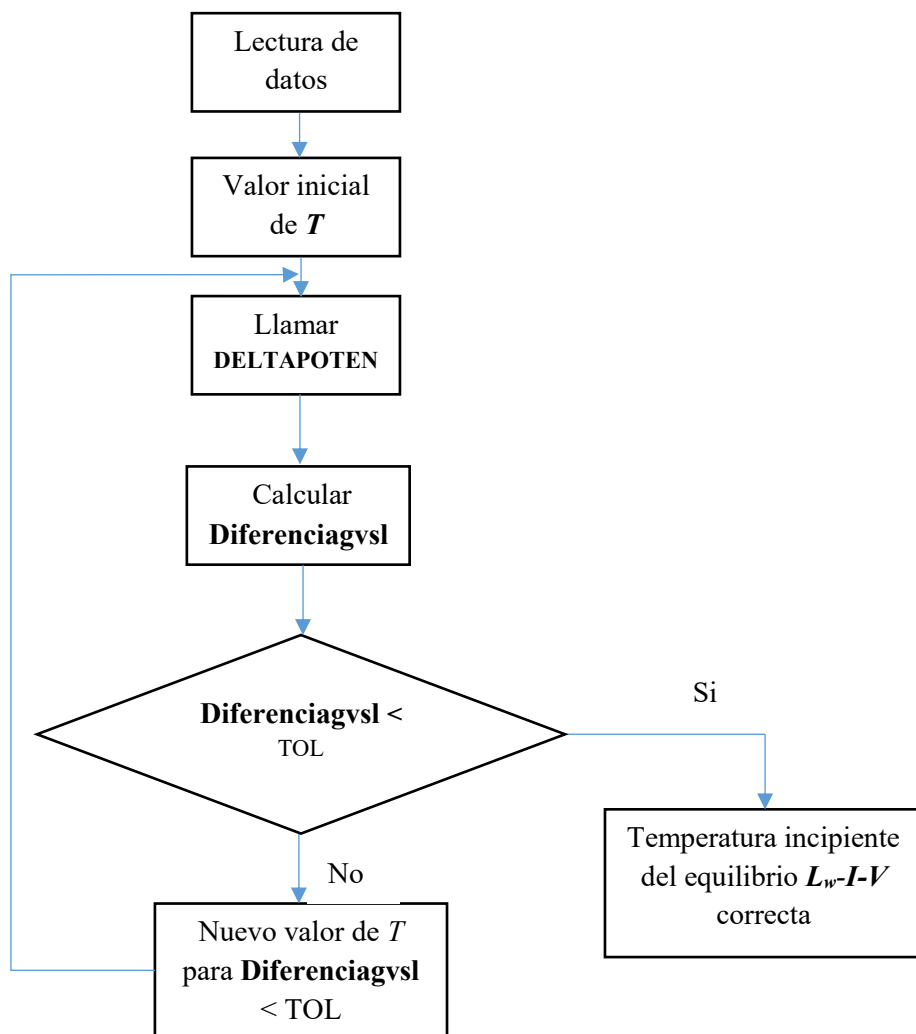 Lectura de
datos
Valor inicial
de T
Llamar
DELTAPOTEN
Calcular
Diferenciagvsl
Diferenciagvsl <
TOL
Si
No
Temperatura incipiente
del equilibrio Lw-I-V
correcta
Nuevo valor de T
para Diferenciagvsl
< TOL